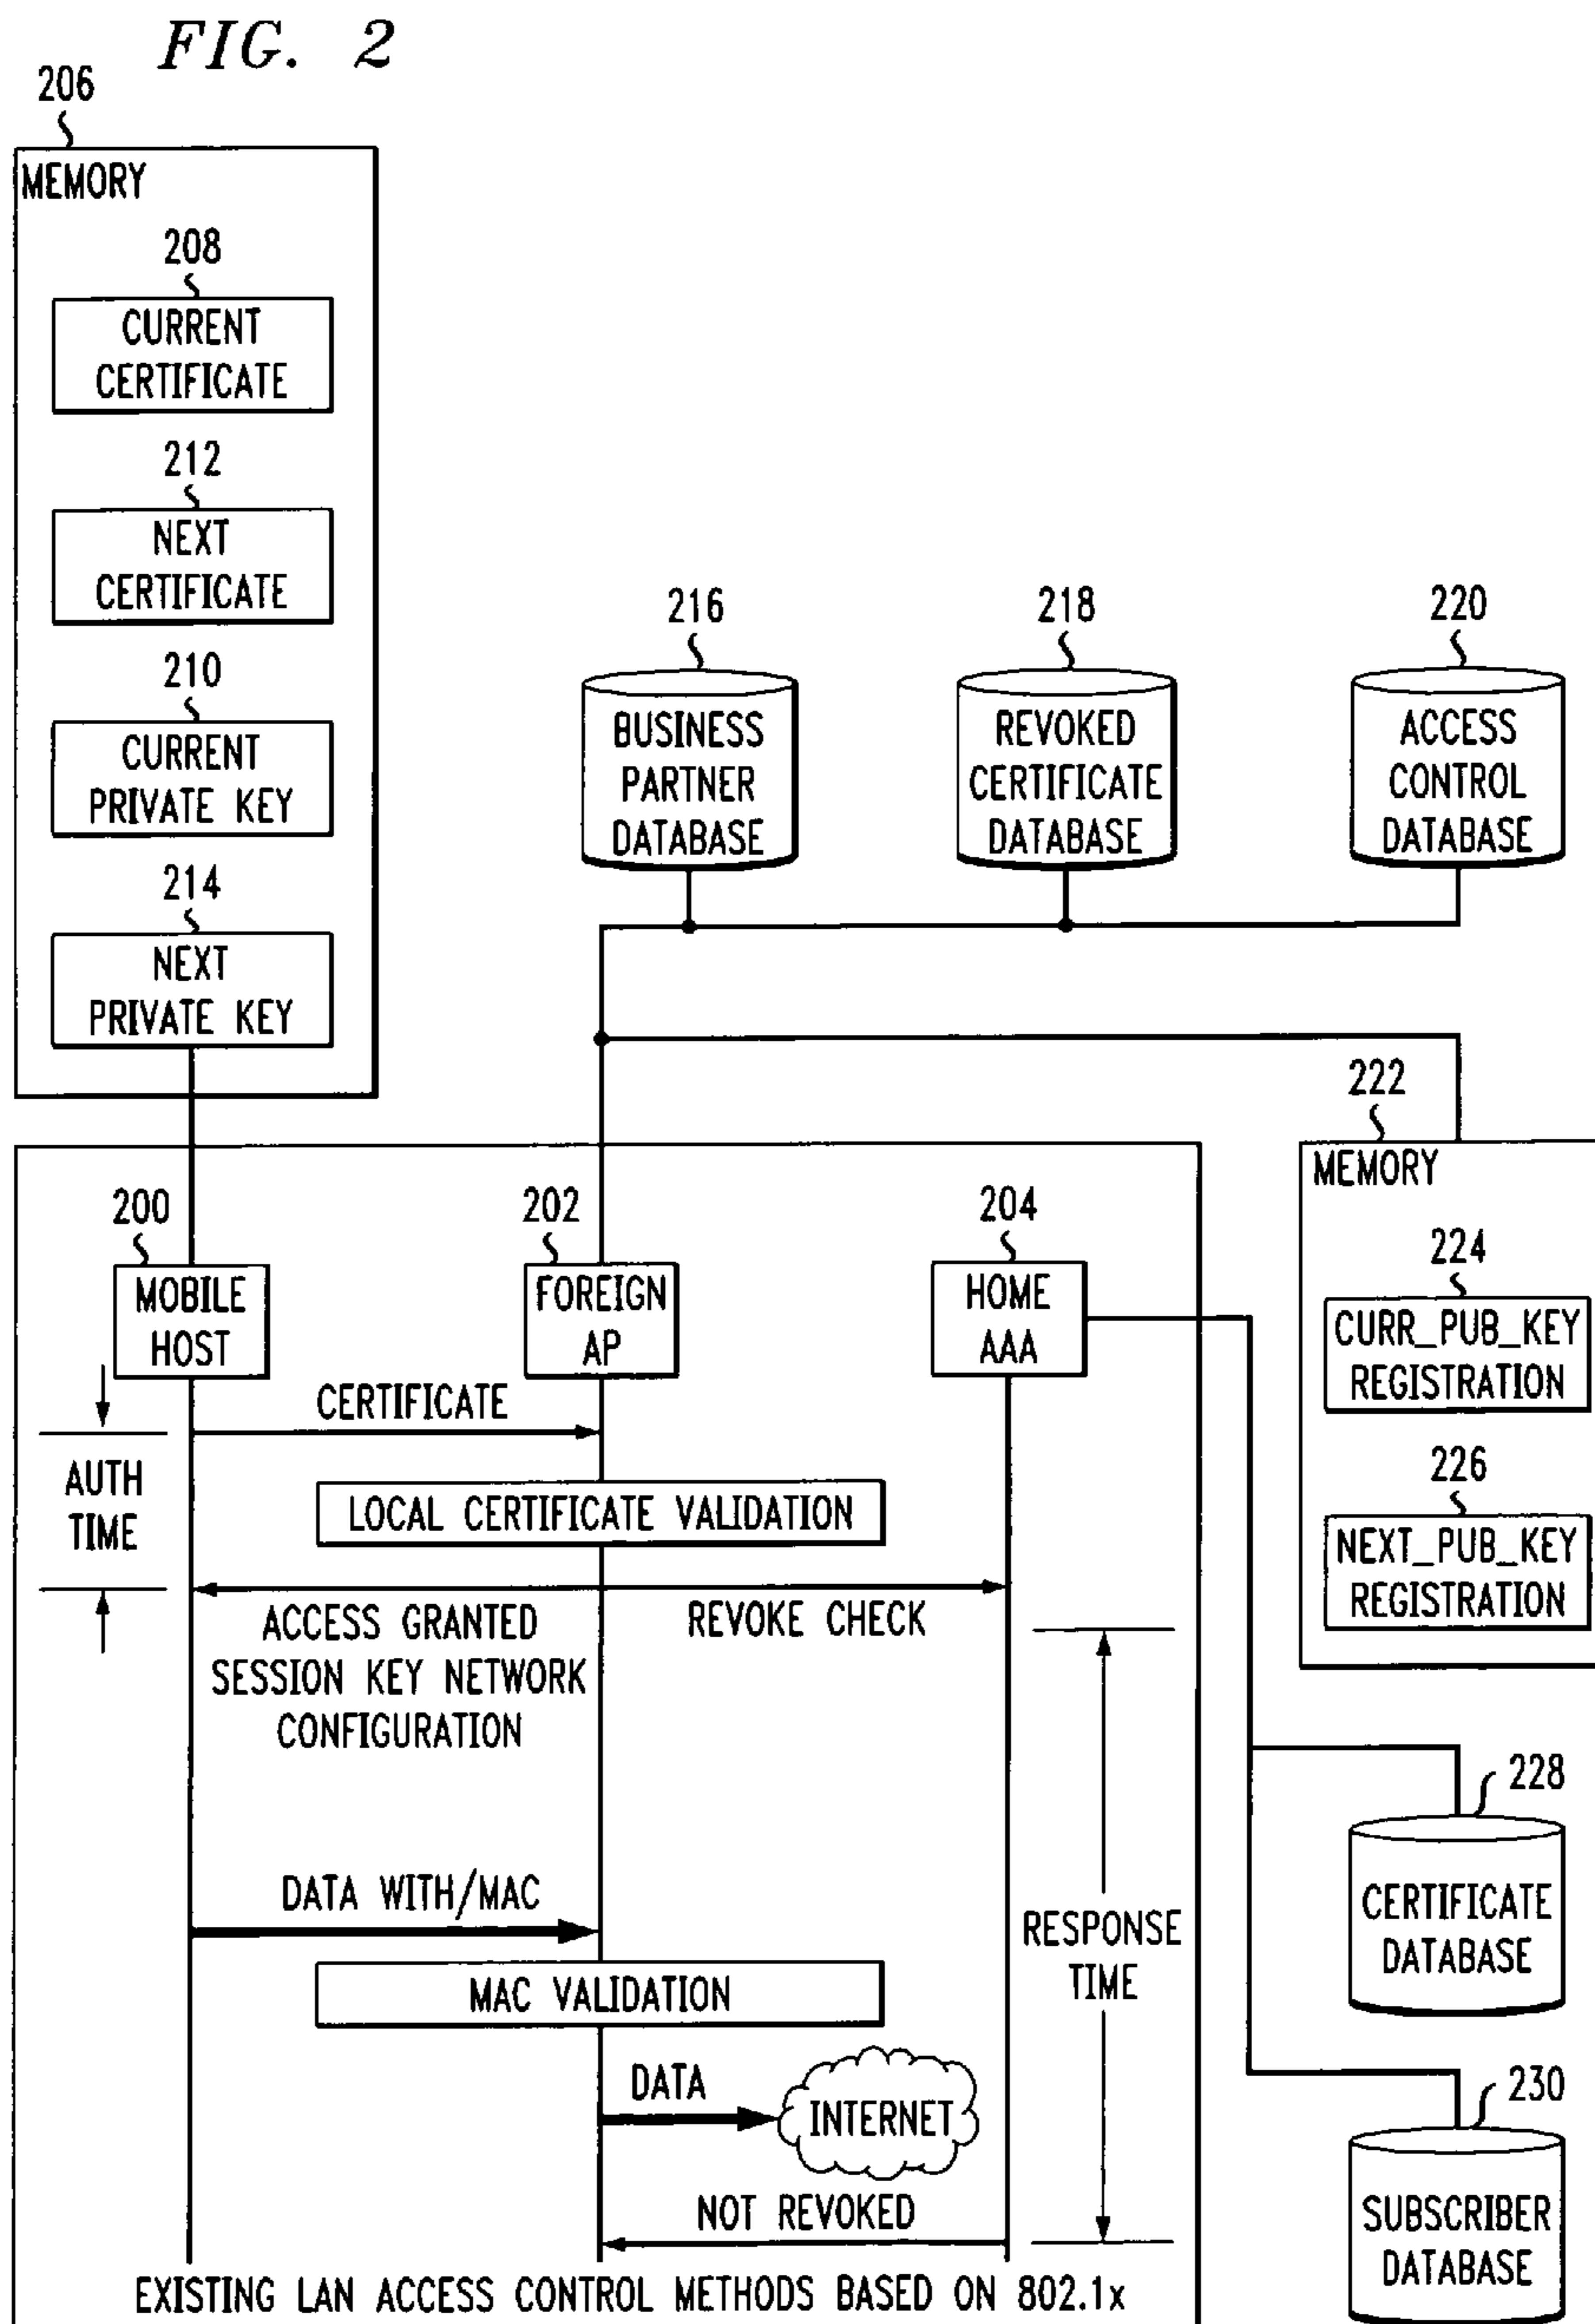 FIG. 2
206
MEMORY
208
CURRENT
CERTIFICATE
212
NEXT
CERTIFICATE
210
CURRENT
PRIVATE KEY
214
NEXT
PRIVATE KEY
216
BUSINESS
PARTNER
DATABASE
218
REVOKED
CERTIFICATE
DATABASE
220
ACCESS
CONTROL
DATABASE
222
MEMORY
224
CURR_PUB_KEY
REGISTRATION
226
NEXT_PUB_KEY
REGISTRATION
200
MOBILE
HOST
202
FOREIGN
AP
204
HOME
AAA
CERTIFICATE
AUTH
TIME
LOCAL CERTIFICATE VALIDATION
ACCESS GRANTED
SESSION KEY NETWORK
CONFIGURATION
REVOKE CHECK
DATA WITH/MAC
RESPONSE
TIME
MAC VALIDATION
DATA
INTERNET
NOT REVOKED
228
CERTIFICATE
DATABASE
230
SUBSCRIBER
DATABASE
EXISTING LAN ACCESS CONTROL METHODS BASED ON 802.1x